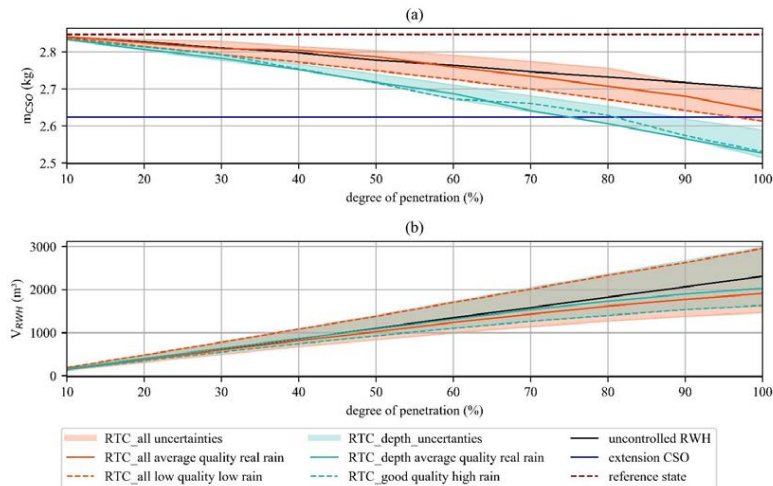 (a)
2.8
2.7
2.6
2.5
m_CSO (kg)
10 20 30 40 50 60 70 80 90 100
degree of penetration (%)
(b)
3000
2000
1000
0
V_RWH (m³)
10 20 30 40 50 60 70 80 90 100
degree of penetration (%)
RTC_all uncertainties RTC_depth_uncertanties uncontrolled RWH
RTC_all average quality real rain RTC_depth average quality real rain extension CSO
RTC_all low quality low rain RTC_good quality high rain reference state